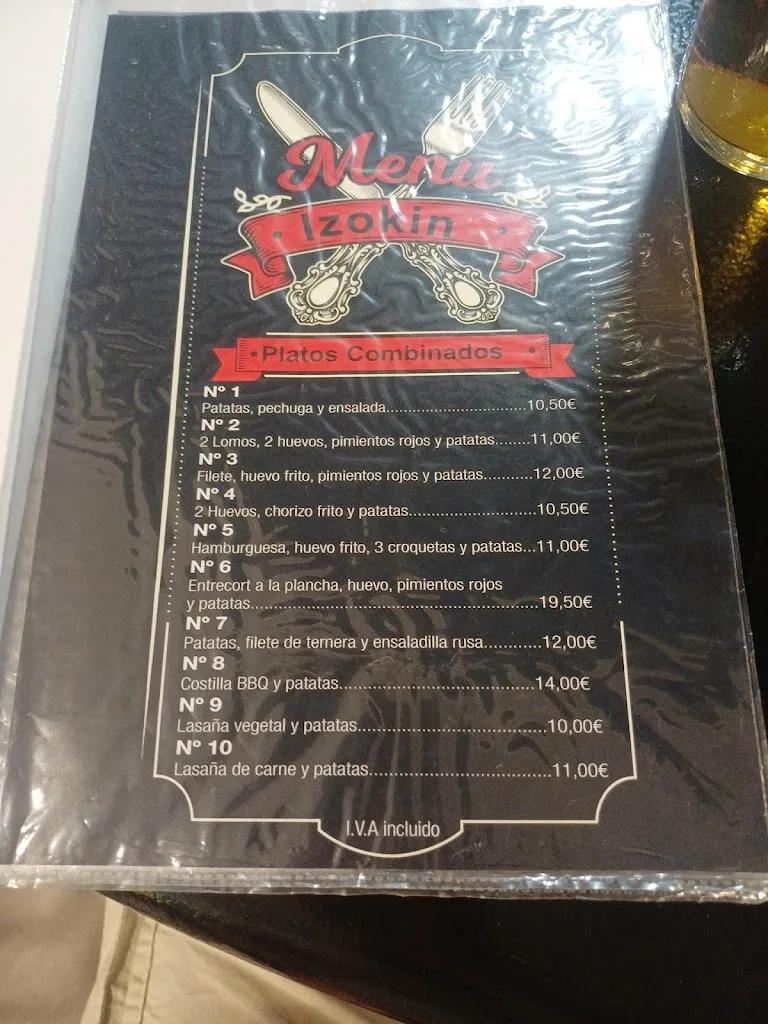 Menu
Izokin
Platos Combinados
Nº 1
Patatas, pechuga y ensalada..............................10,50€
Nº 2
2 Lomos, 2 huevos, pimientos rojos y patatas........11,00€
Nº 3
Filete, huevo frito, pimientos rojos y patatas...........12,00€
Nº 4
2 Huevos, chorizo frito y patatas...........................10,50€
Nº 5
Hamburguesa, huevo frito, 3 croquetas y patatas...11,00€
Nº 6
Entrecort a la plancha, huevo, pimientos rojos
y patatas.............................................................19,50€
Nº 7
Patatas, filete de ternera y ensaladilla rusa............12,00€
Nº 8
Costilla BBQ y patatas.........................................14,00€
Nº 9
Lasaña vegetal y patatas........................................10,00€
Nº 10
Lasaña de carne y patatas......................................11,00€
I.V.A incluido